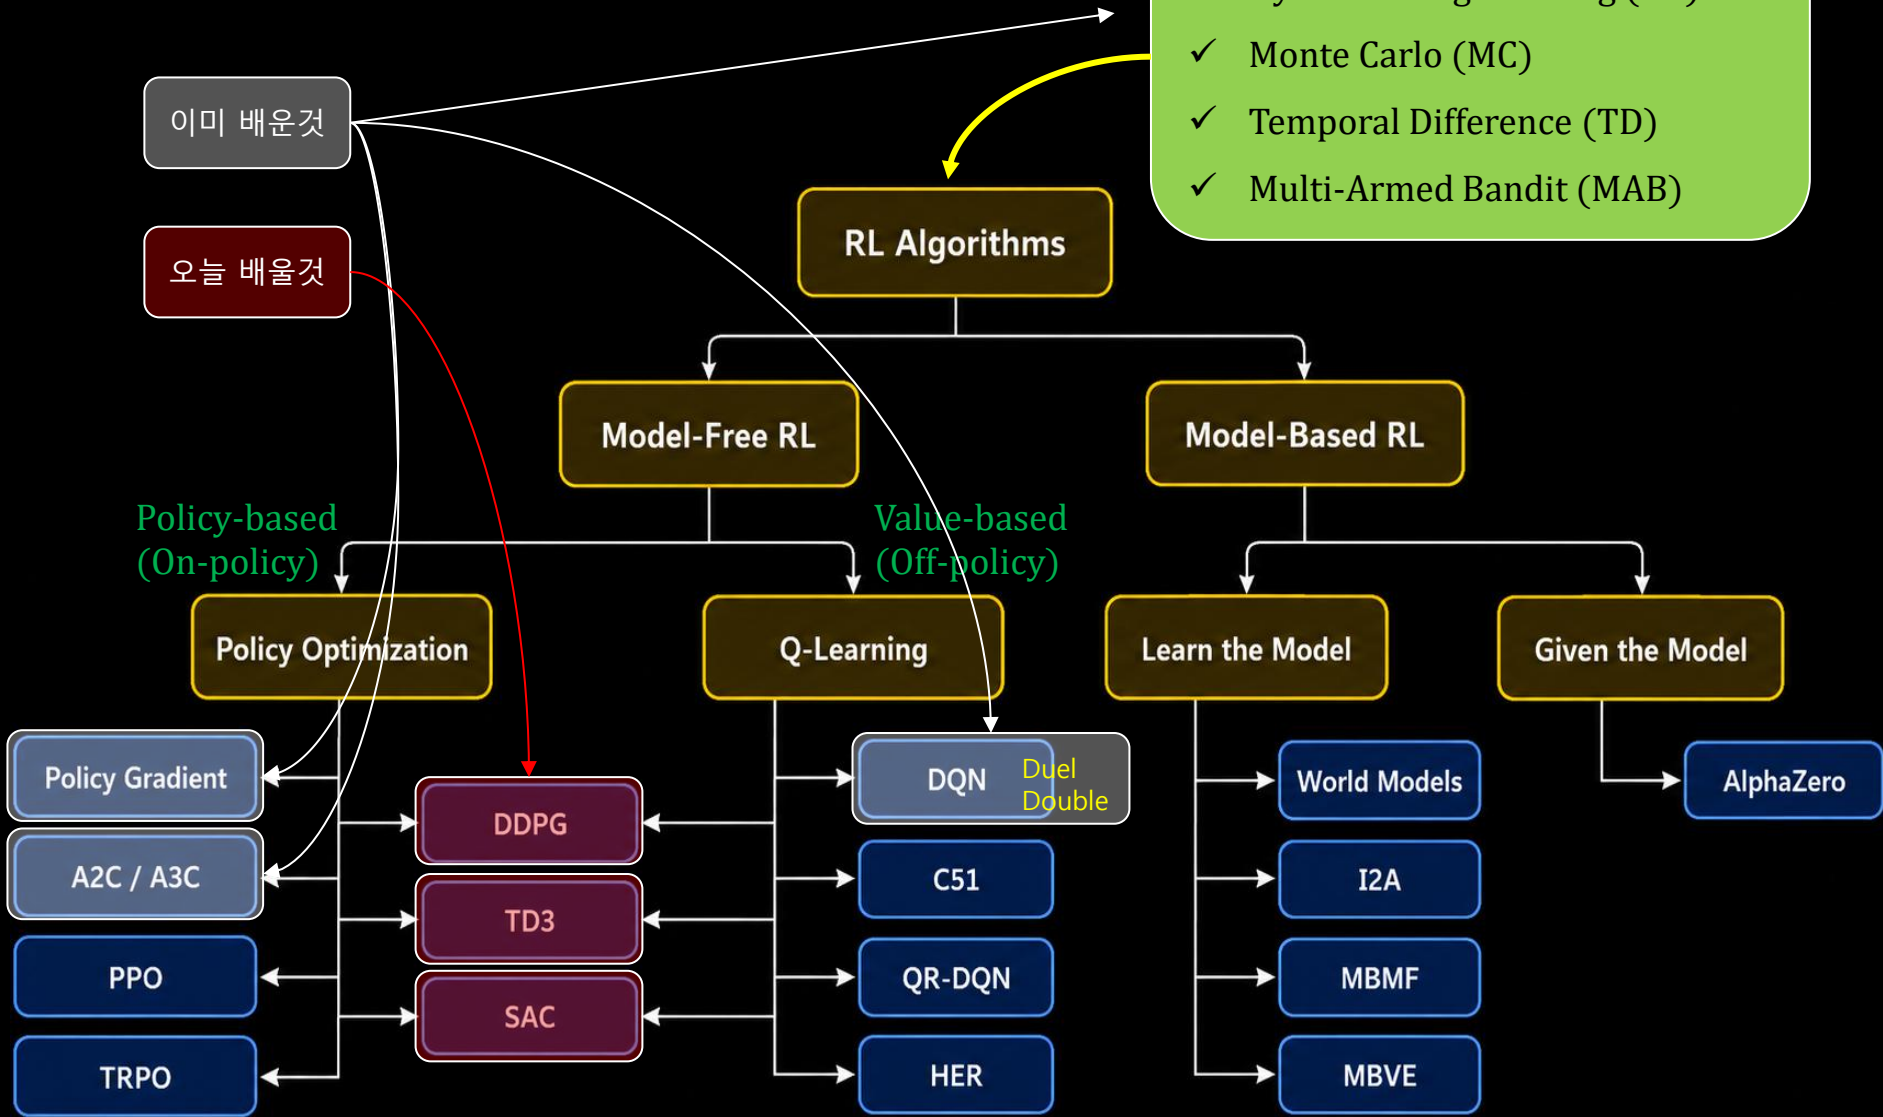 Monte Carlo (MC)
이미 배운것
Temporal Difference (TD)
Multi-Armed Bandit (MAB)
오늘 배울것
RL Algorithms
Model-Free RL
Model-Based RL
Policy-based
(On-policy)
Value-based
(Off-policy)
Policy Optimization
Q-Learning
Learn the Model
Given the Model
Policy Gradient
A2C / A3C
PPO
TRPO
DDPG
TD3
SAC
DQN
Duel
Double
C51
QR-DQN
HER
World Models
I2A
MBMF
MBVE
AlphaZero